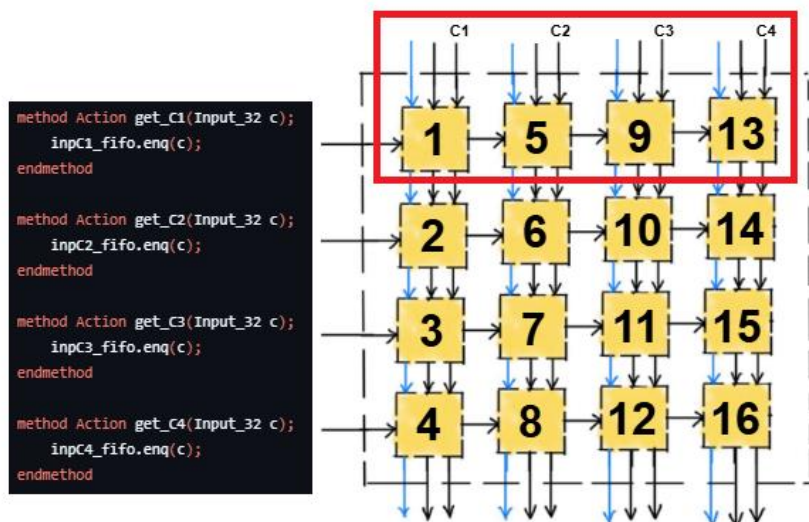 C1 C2 C3 C4
method Action get_C1(Input_32 c);
inpC1_fifo.enq(c);
endmethod
method Action get_C2(Input_32 c);
inpC2_fifo.enq(c);
endmethod
method Action get_C3(Input_32 c);
inpC3_fifo.enq(c);
endmethod
method Action get_C4(Input_32 c);
inpC4_fifo.enq(c);
endmethod
1 5 9 13
2 6 10 14
3 7 11 15
4 8 12 16